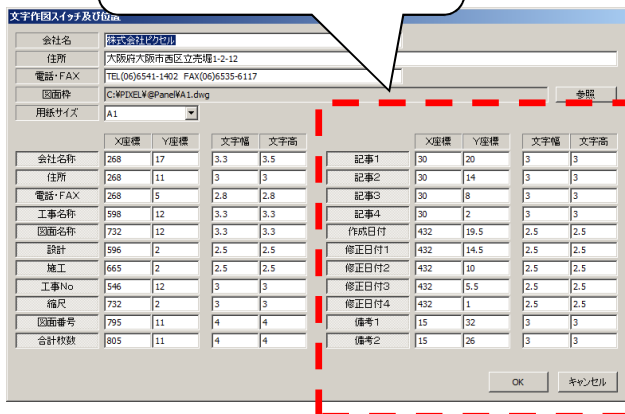 文字作図スイッチ及び位置
会社名 株式会社ピクセル
住所 大阪府大阪市西区立売堀1-2-12
電話・FAX TEL(06)6541-1402 FAX(06)6535-6117
図面枠 C:¥PIXEL¥@Panel¥A1.dwg 参照
用紙サイズ A1
X座標 Y座標 文字幅 文字高 X座標 Y座標 文字幅 文字高
会社名称 268 17 3.3 3.5 記事1 30 20 3 3
住所 268 11 3 3 記事2 30 14 3 3
電話・FAX 268 5 2.8 2.8 記事3 30 8 3 3
工事名称 598 12 3.3 3.3 記事4 30 2 3 3
図面名称 732 12 3.3 3.3 作成日付 432 19.5 2.5 2.5
設計 596 2 2.5 2.5 修正日付1 432 14.5 2.5 2.5
施工 665 2 2.5 2.5 修正日付2 432 10 2.5 2.5
工事No 546 12 3 3 修正日付3 432 5.5 2.5 2.5
縮尺 732 2 3 3 修正日付4 432 1 2.5 2.5
図面番号 795 11 4 4 備考1 15 32 3 3
合計枚数 805 11 4 4 備考2 15 26 3 3
OK キャンセル